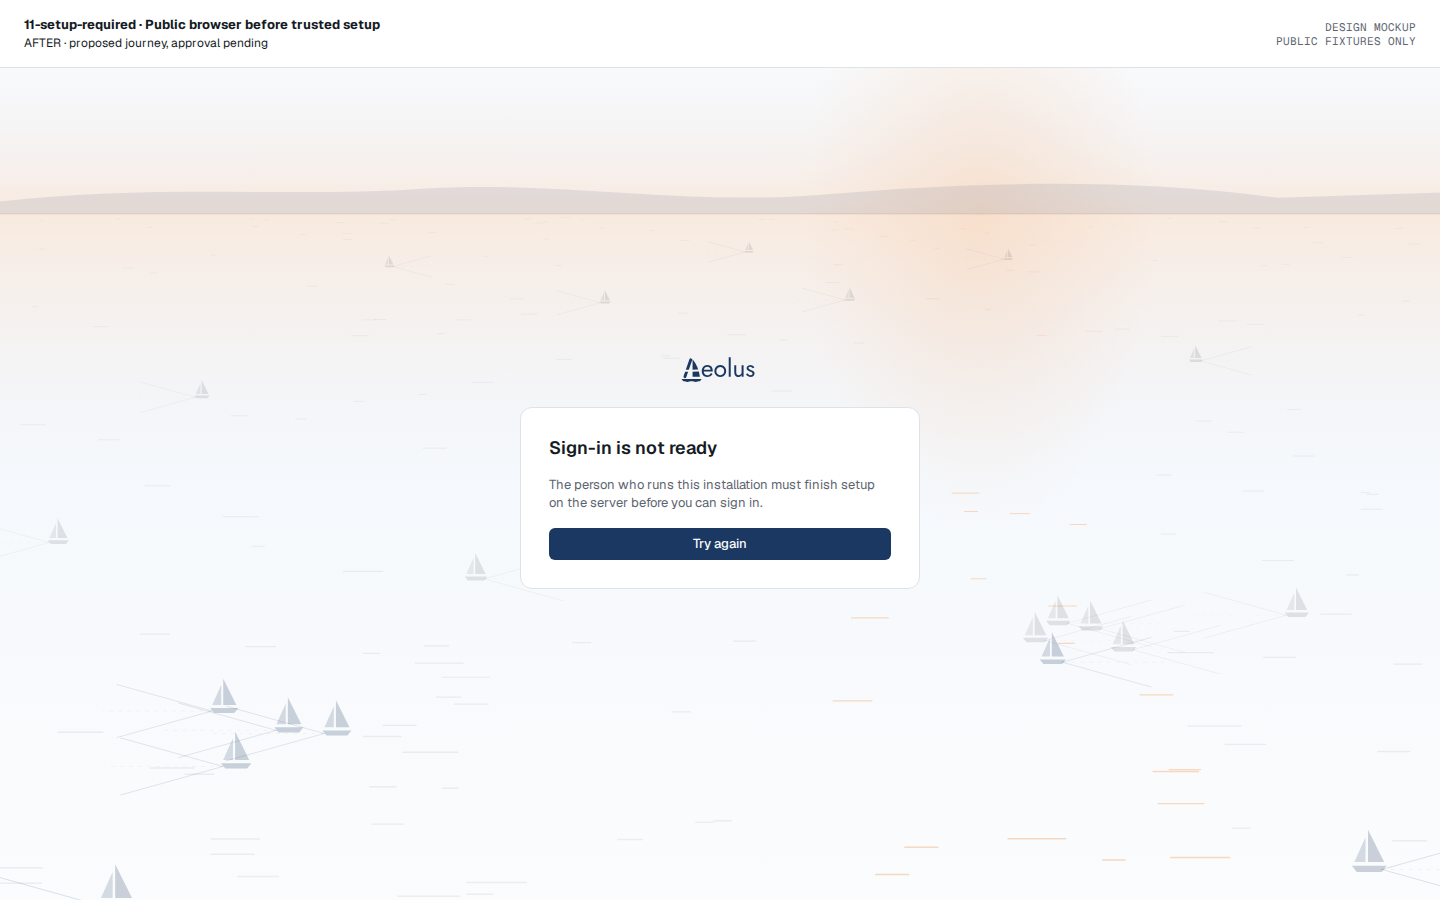 11-setup-required · Public browser before trusted setup
AFTER · proposed journey, approval pending
DESIGN MOCKUP
PUBLIC FIXTURES ONLY
Aeolus
Sign-in is not ready
The person who runs this installation must finish setup
on the server before you can sign in.
Try again